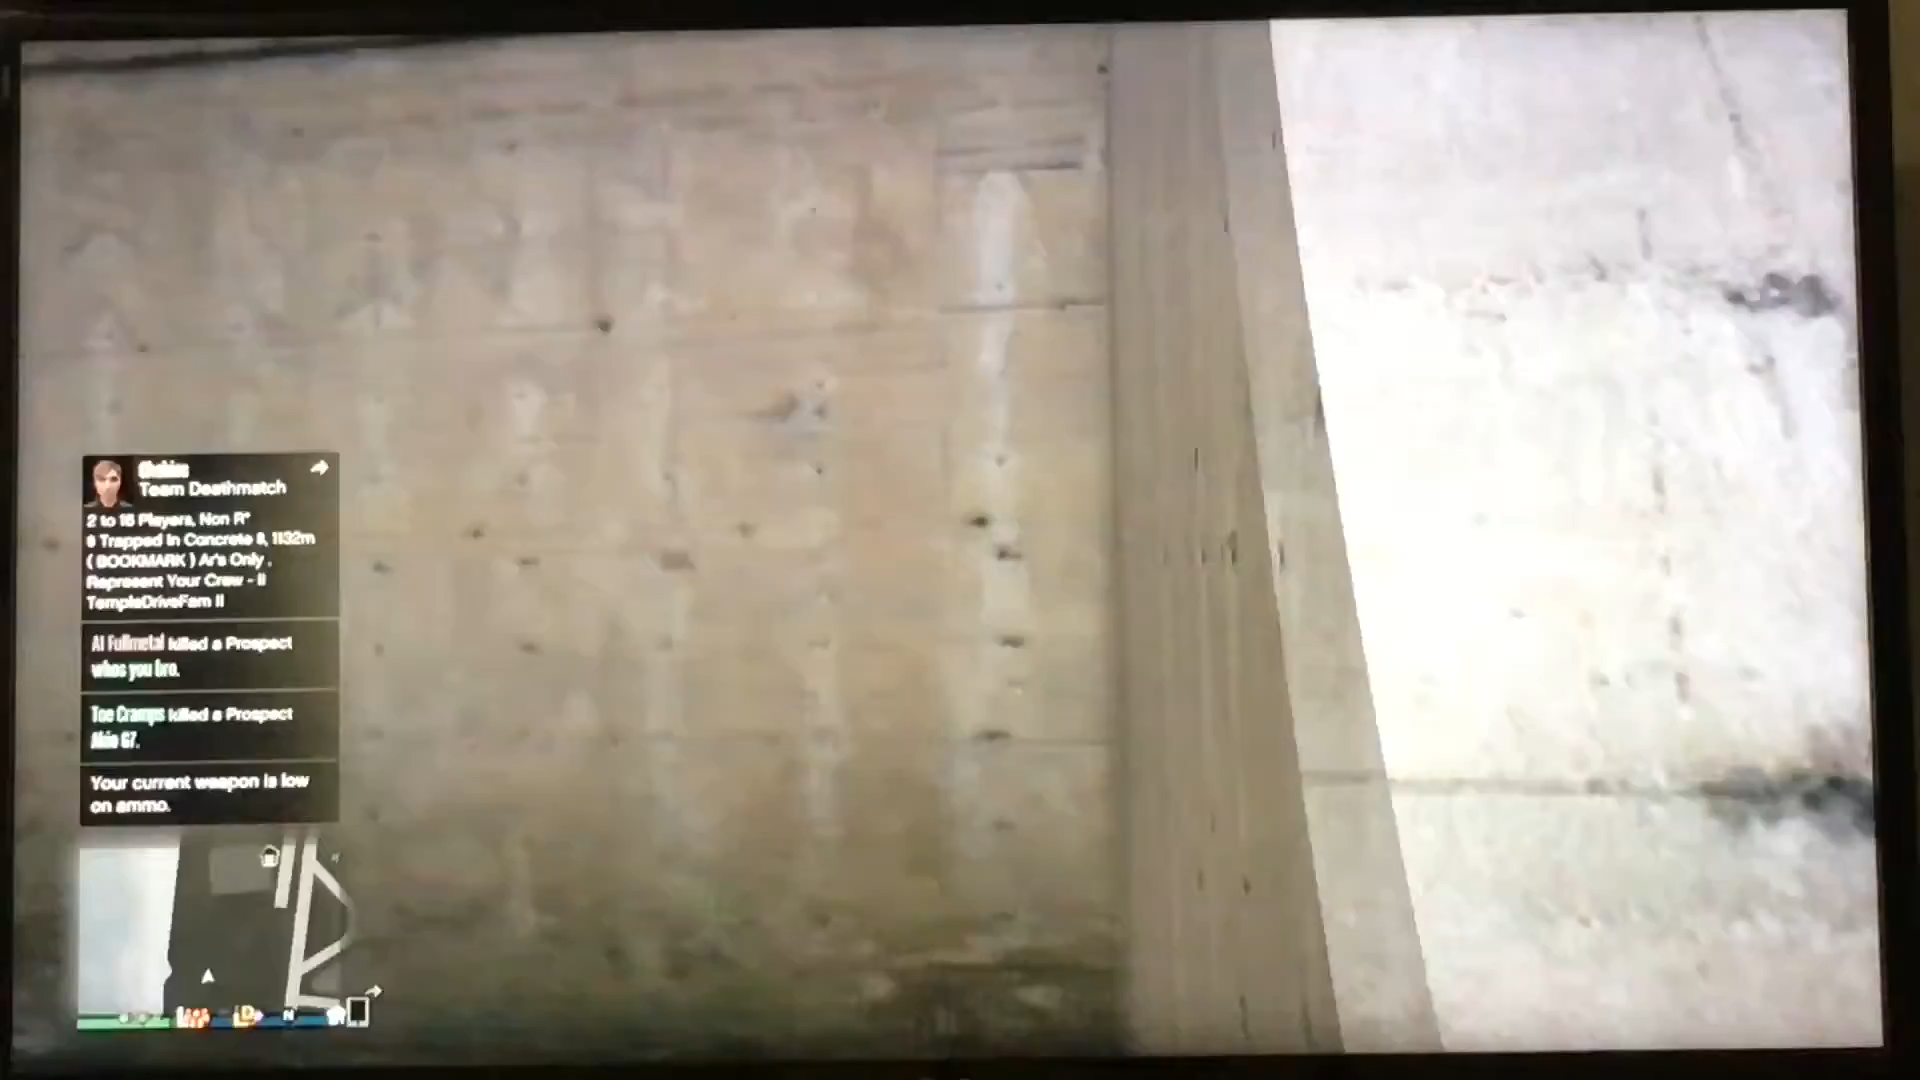 Team Deathmatch
2 to 16 Players, Non R*
Trapped In Concrete II, 1132m
( BOOKMARK ) Ar's Only .
Represent Your Crew - II
TempleDriveFam II
Al Fullmetal killed a Prospect
whos you bro.
Toe Cramps killed a Prospect
G7.
Your current weapon is low
on ammo.
N